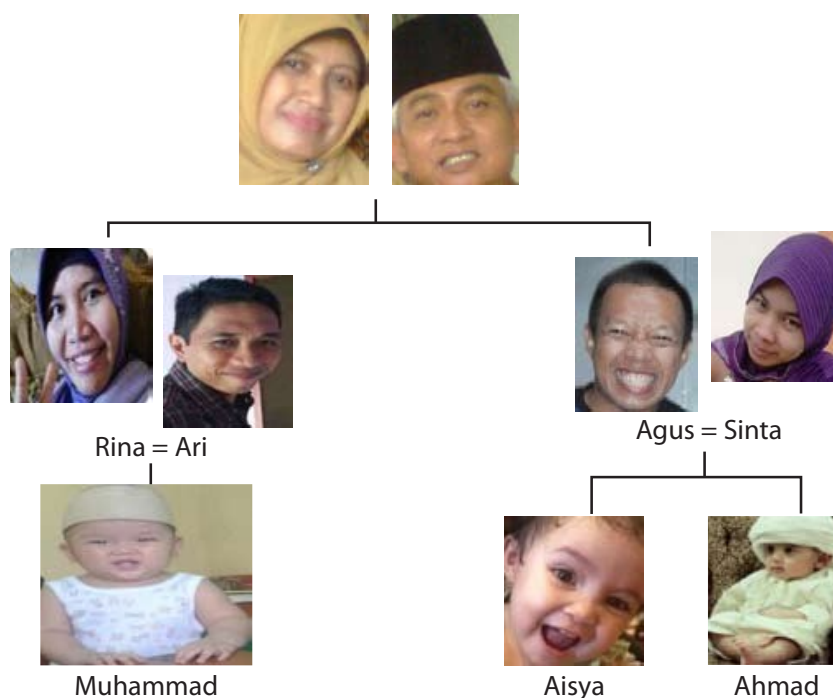 Rina = Ari
Agus = Sinta
Muhammad
Aisya
Ahmad